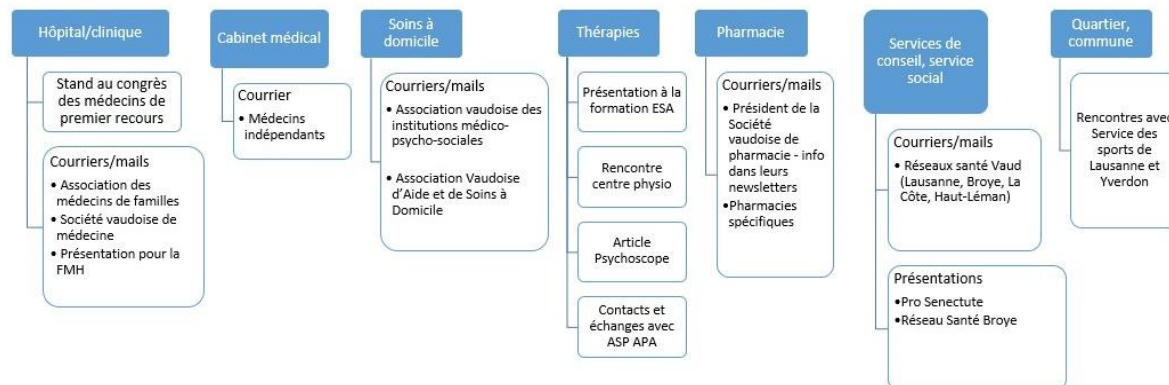 Hôpital/clinique
Stand au congrès
des médecins de
premier recours
Courriers/mails
• Association des
médecins de familles
• Société vaudoise de
médecine
• Présentation pour la
FMH
Cabinet médical
Courrier
• Médecins
indépendants
Soins à
domicile
Courriers/mails
• Association vaudoise des
institutions médico-
psycho-sociales
• Association Vaudoise
d'Aide et de Soins à
Domicile
Thérapies
Présentation à la
formation ESA
Rencontre
centre physio
Article
Psychoscope
Contacts et
échanges avec
ASP APA
Pharmacie
Courriers/mails
• Président de la
Société
vaudoise de
pharmacie - info
dans leurs
newsletters
•Pharmacies
spécifiques
Services de
conseil, service
social
Courriers/mails
• Réseaux santé Vaud
(Lausanne, Broye, La
Côte, Haut-Léman)
Présentations
•Pro Senectute
•Réseau Santé Broye
Quartier,
commune
Rencontres avec
Service des
sports de
Lausanne et
Yverdon